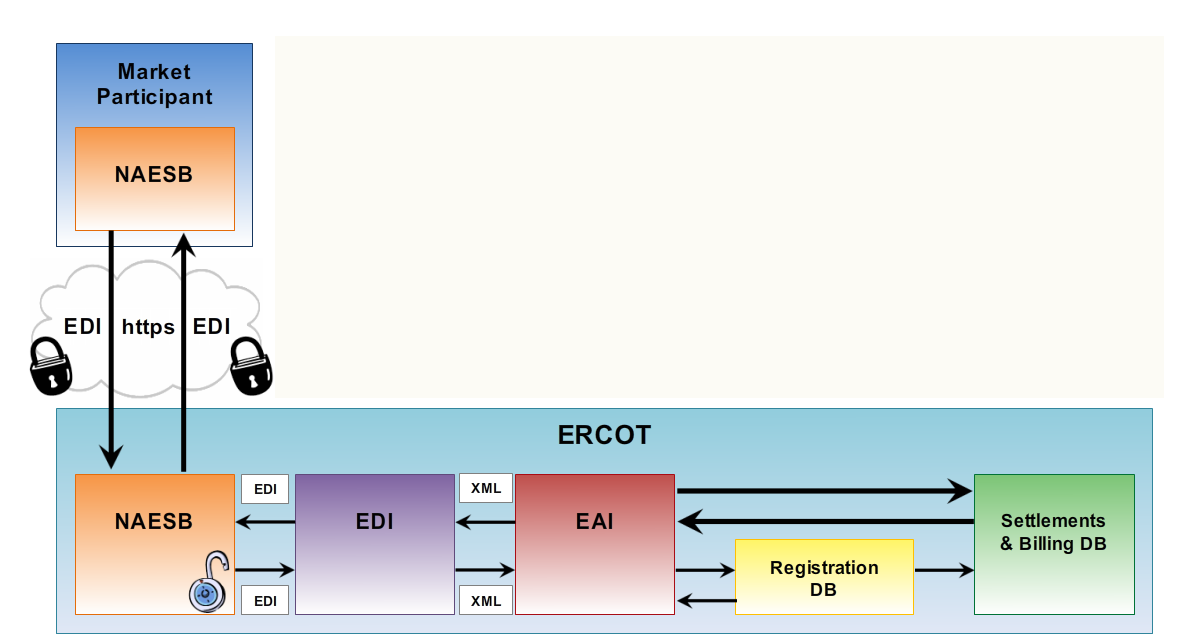 Market
Participant
NAESB
EDI https EDI
ERCOT
NAESB
EDI
EDI
EDI
XML
XML
EAI
Registration
DB
Settlements
& Billing DB